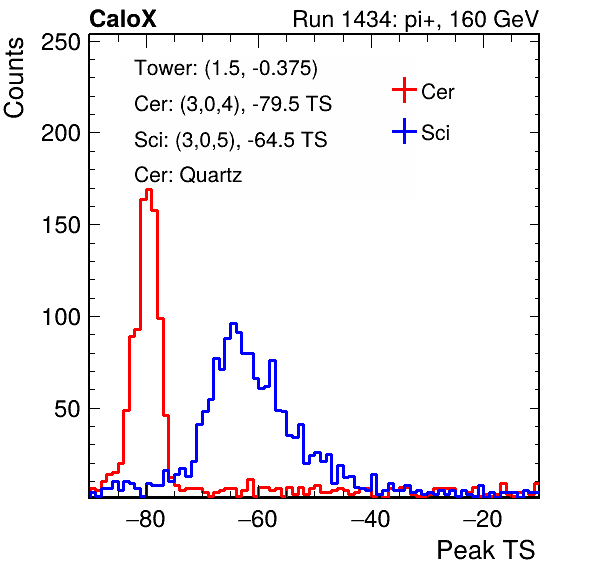 CaloX Run 1434: pi+, 160 GeV
Counts
250
200
150
100
50
Tower: (1.5, -0.375)
Cer: (3,0,4), -79.5 TS
Sci: (3,0,5), -64.5 TS
Cer: Quartz
Cer
Sci
−80 −60 −40 −20
Peak TS